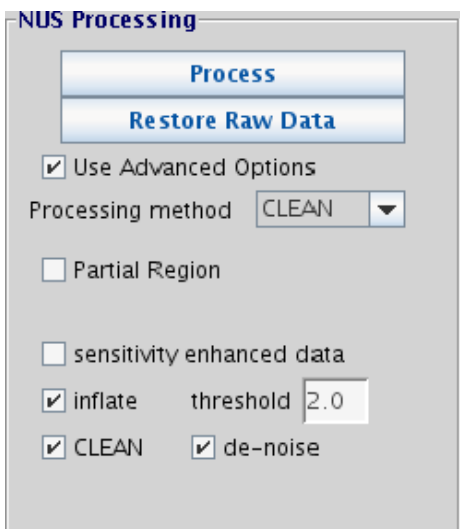 NUS Processing
Process
Restore Raw Data
Use Advanced Options
Processing method CLEAN
Partial Region
sensitivity enhanced data
inflate threshold 2.0
CLEAN de-noise